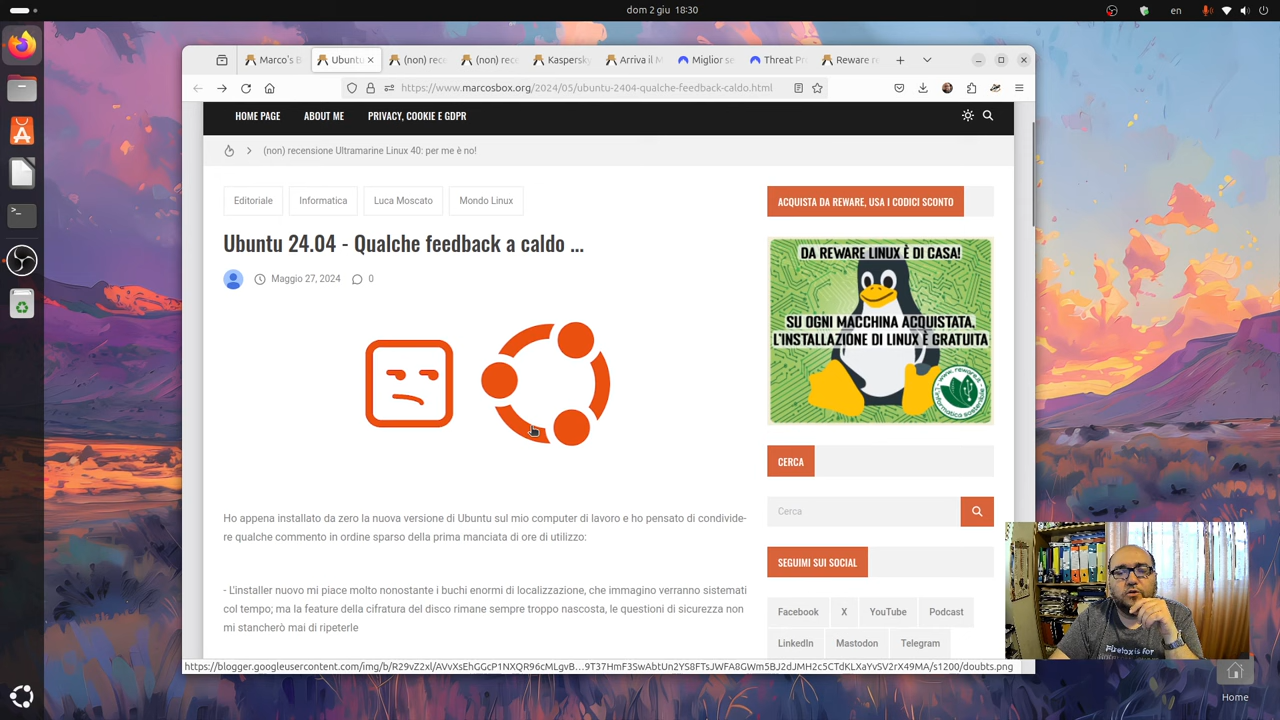 dom 2 giu 18:30
en
Marco's B
Ubuntu
(non) rece
(non) rece
Kaspersky
Arriva il M
Miglior se
Threat Pr
Reware re
https://www.marcosbox.org/2024/05/ubuntu-2404-qualche-feedback-caldo.html
HOME PAGE
ABOUT ME
PRIVACY, COOKIE E GDPR
(non) recensione Ultramarine Linux 40: per me è no!
Editoriale
Informatica
Luca Moscato
Mondo Linux
Ubuntu 24.04 - Qualche feedback a caldo ...
Maggio 27, 2024
0
Ho appena installato da zero la nuova versione di Ubuntu sul mio computer di lavoro e ho pensato di condivide-
re qualche commento in ordine sparso della prima manciata di ore di utilizzo:
- L'installer nuovo mi piace molto nonostante i buchi enormi di localizzazione, che immagino verranno sistemati
col tempo; ma la feature della cifratura del disco rimane sempre troppo nascosta, le questioni di sicurezza non
mi stancherò mai di ripeterle
ACQUISTA DA REWARE, USA I CODICI SCONTO
DA REWARE LINUX È DI CASA!
SU OGNI MACCHINA ACQUISTATA,
L'INSTALLAZIONE DI LINUX È GRATUITA
CERCA
Cerca
SEGUIMI SUI SOCIAL
Facebook
X
YouTube
Podcast
LinkedIn
Mastodon
Telegram
Firefox is for
Home